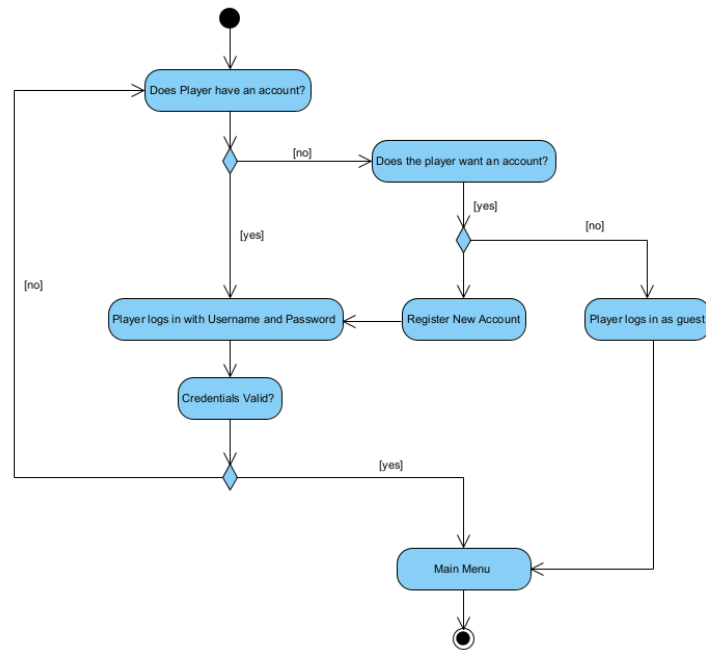 Does Player have an account?
[no]
Does the player want an account?
[yes]
[no]
[yes]
[no]
Player logs in with Username and Password
Register New Account
Player logs in as guest
Credentials Valid?
[yes]
Main Menu